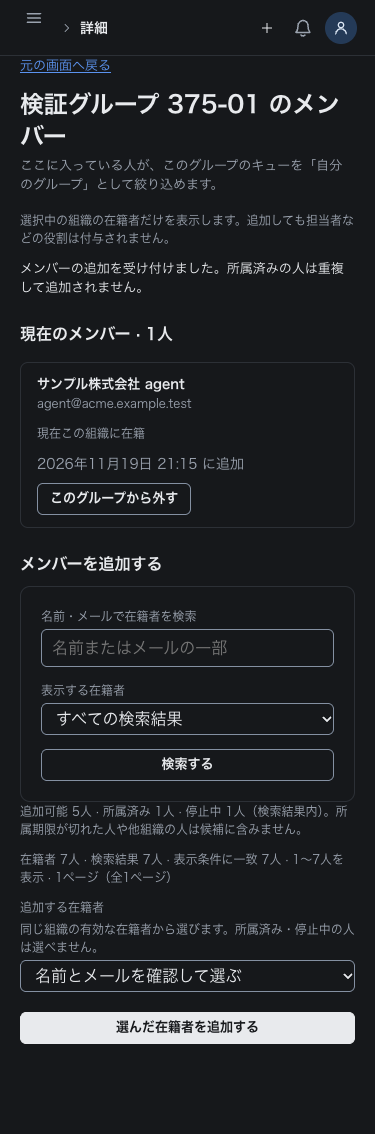 詳細
元の画面へ戻る
検証グループ 375-01 のメン
バー
ここに入っている人が、このグループのキューを「自分
のグループ」として絞り込めます。
選択中の組織の在籍者だけを表示します。追加しても担当者な
どの役割は付与されません。
メンバーの追加を受け付けました。所属済みの人は重複
して追加されません。
現在のメンバー · 1人
サンプル株式会社 agent
agent@acme.example.test
現在この組織に在籍
2026年11月19日 21:15 に追加
このグループから外す
メンバーを追加する
名前・メールで在籍者を検索
名前またはメールの一部
表示する在籍者
すべての検索結果
検索する
追加可能 5人 · 所属済み 1人 · 停止中 1人（検索結果内）。所
属期限が切れた人や他組織の人は候補に含みません。
在籍者 7人 · 検索結果 7人 · 表示条件に一致 7人 · 1〜7人を
表示 · 1ページ（全1ページ）
追加する在籍者
同じ組織の有効な在籍者から選びます。所属済み・停止中の人
は選べません。
名前とメールを確認して選ぶ
選んだ在籍者を追加する